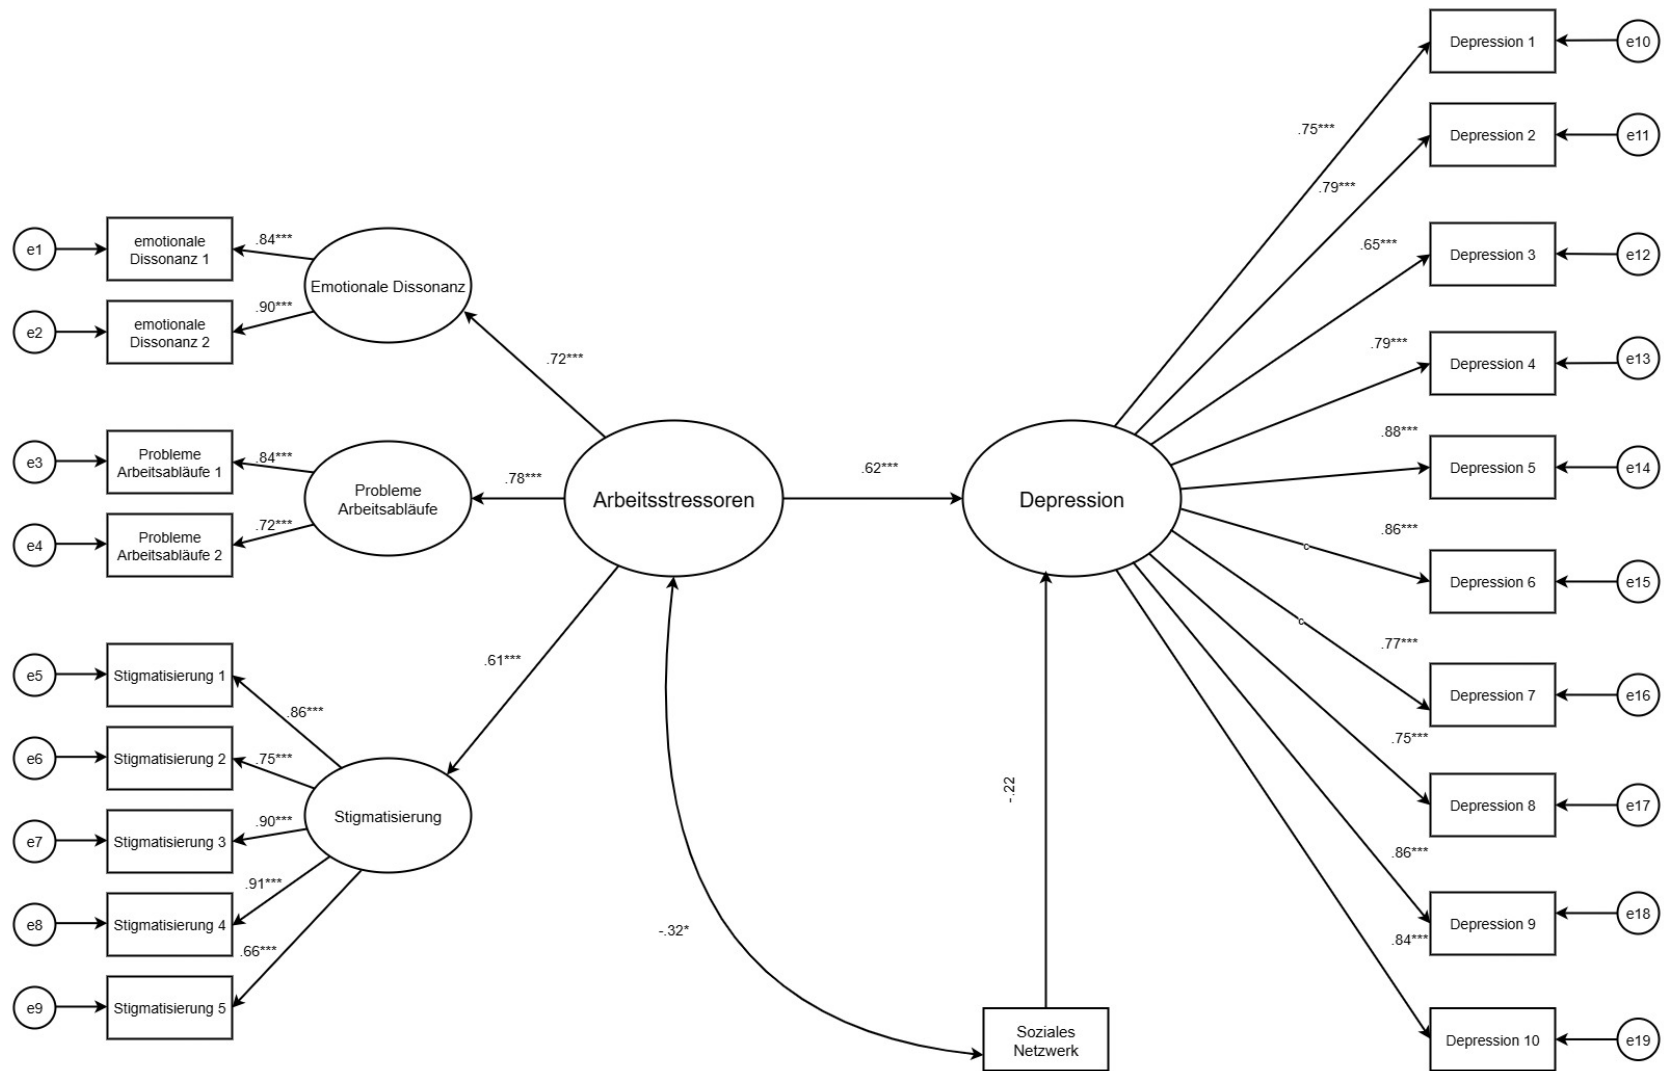 e1
emotionale
Dissonanz 1
.84***
e2
emotionale
Dissonanz 2
.90***
Emotionale Dissonanz
.72***
e3
Probleme
Arbeitsabläufe 1
.84***
e4
Probleme
Arbeitsabläufe 2
.72***
Probleme
Arbeitsabläufe
.78***
e5
Stigmatisierung 1
.86***
e6
Stigmatisierung 2
.75***
e7
Stigmatisierung 3
.90***
e8
Stigmatisierung 4
.91***
e9
Stigmatisierung 5
.66***
Stigmatisierung
.61***
Arbeitsstressoren
.62***
-.32*
Soziales
Netzwerk
-.22
Depression
.75***
Depression 1
e10
.79***
Depression 2
e11
.65***
Depression 3
e12
.79***
Depression 4
e13
.88***
Depression 5
e14
c
.86***
Depression 6
e15
c
.77***
Depression 7
e16
.75***
Depression 8
e17
.86***
Depression 9
e18
.84***
Depression 10
e19